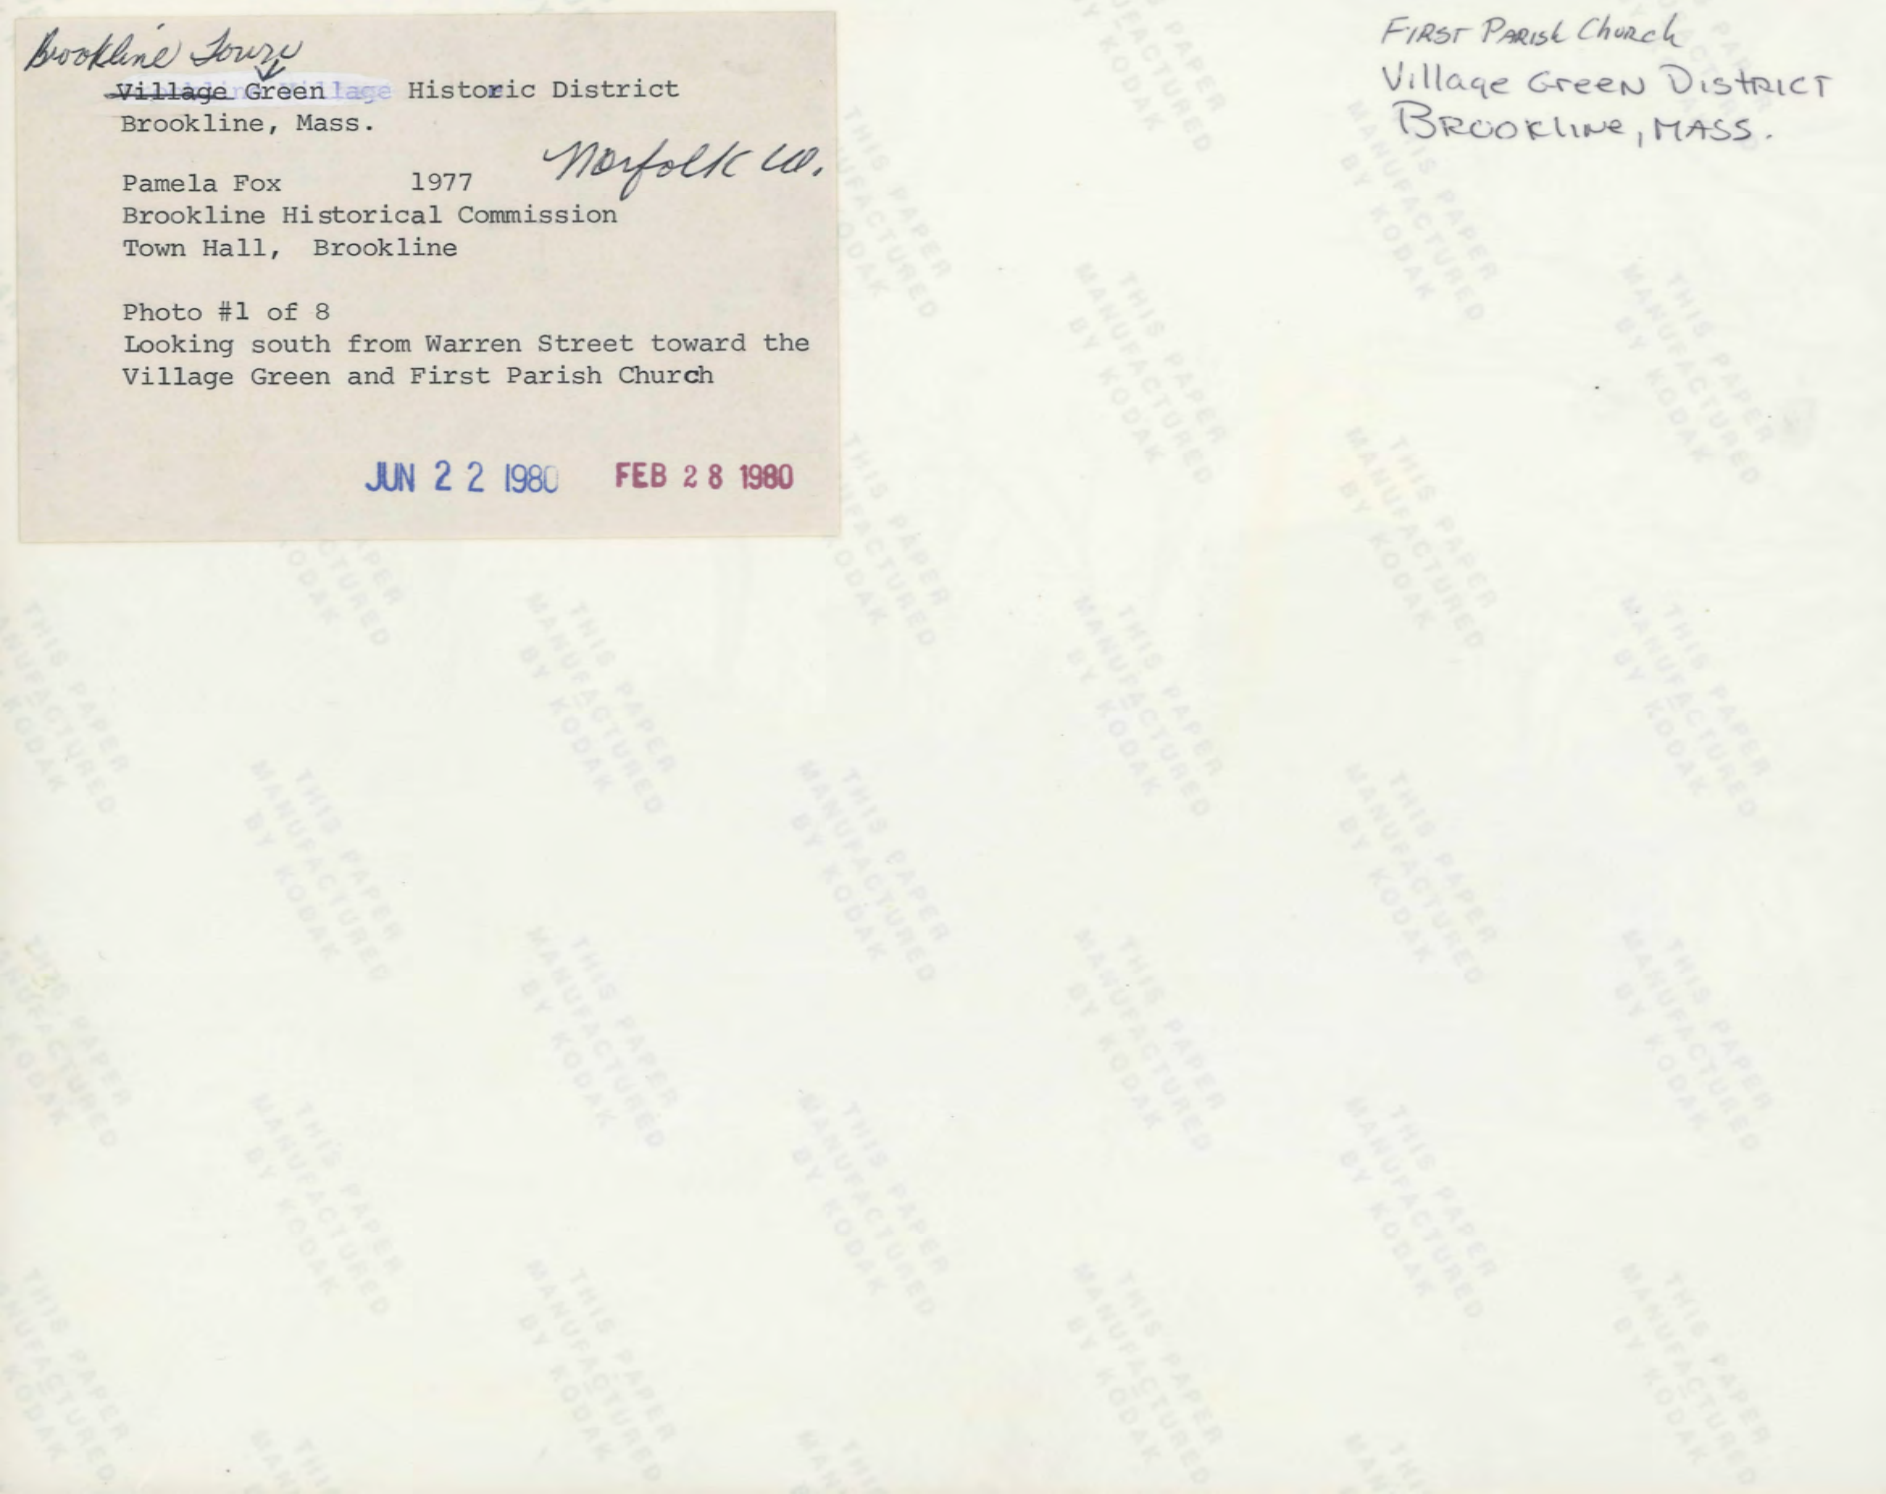 Brookline Town
Village Green Historic District
Brookline, Mass.
Norfolk Co.
Pamela Fox 1977
Brookline Historical Commission
Town Hall, Brookline
Photo #1 of 8
Looking south from Warren Street toward the
Village Green and First Parish Church
JUN 22 1980 FEB 28 1980
First Parish Church
Village Green District
Brookline, Mass.
THIS PAPER
MANUFACTURED
BY KODAK